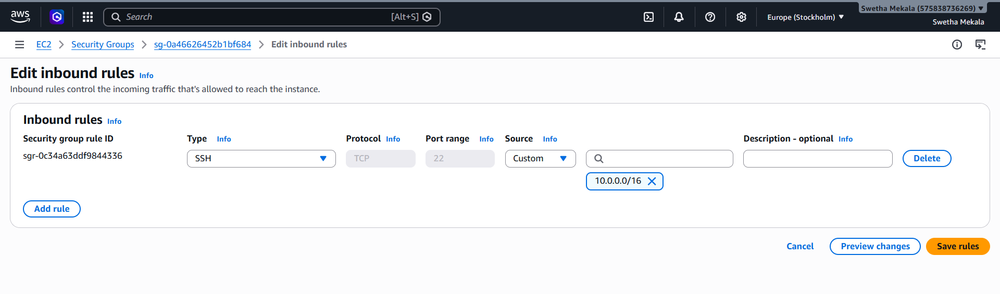 aws
Search [Alt+S]
Europe (Stockholm)
Swetha Mekala (575838736269)
Swetha Mekala
EC2 Security Groups sg-0a46626452b1bf684 Edit inbound rules
Edit inbound rules Info
Inbound rules control the incoming traffic that's allowed to reach the instance.
Inbound rules Info
Security group rule ID Type Info Protocol Info Port range Info Source Info Description - optional Info
sgr-0c34a63ddf9844336 SSH TCP 22 Custom Delete
10.0.0.0/16
Add rule
Cancel Preview changes Save rules